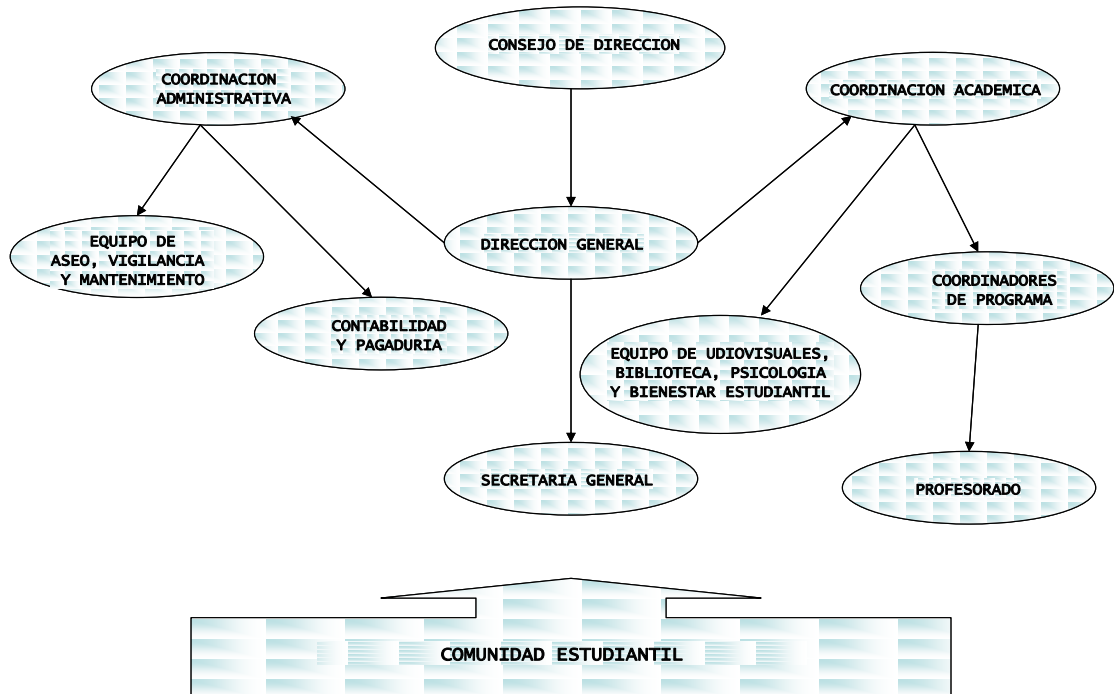 CONSEJO DE DIRECCION
COORDINACION
ADMINISTRATIVA
COORDINACION ACADEMICA
EQUIPO DE
ASEO, VIGILANCIA
Y MANTENIMIENTO
DIRECCION GENERAL
COORDINADORES
DE PROGRAMA
CONTABILIDAD
Y PAGADURIA
EQUIPO DE UDIOVISUALES,
BIBLIOTECA, PSICOLOGIA
Y BIENESTAR ESTUDIANTIL
SECRETARIA GENERAL
PROFESORADO
COMUNIDAD ESTUDIANTIL